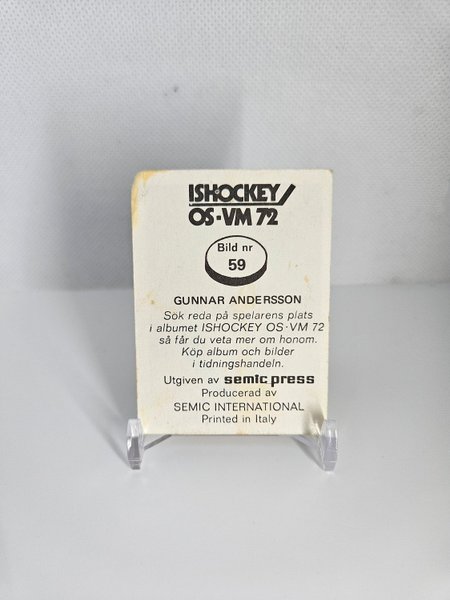 ISHOCKEY
OS·VM 72
Bild nr
59
GUNNAR ANDERSSON
Sök reda på spelarens plats
i albumet ISHOCKEY OS·VM 72
så får du veta mer om honom.
Köp album och bilder
i tidningshandeln.
Utgiven av semic press
Producerad av
SEMIC INTERNATIONAL
Printed in Italy